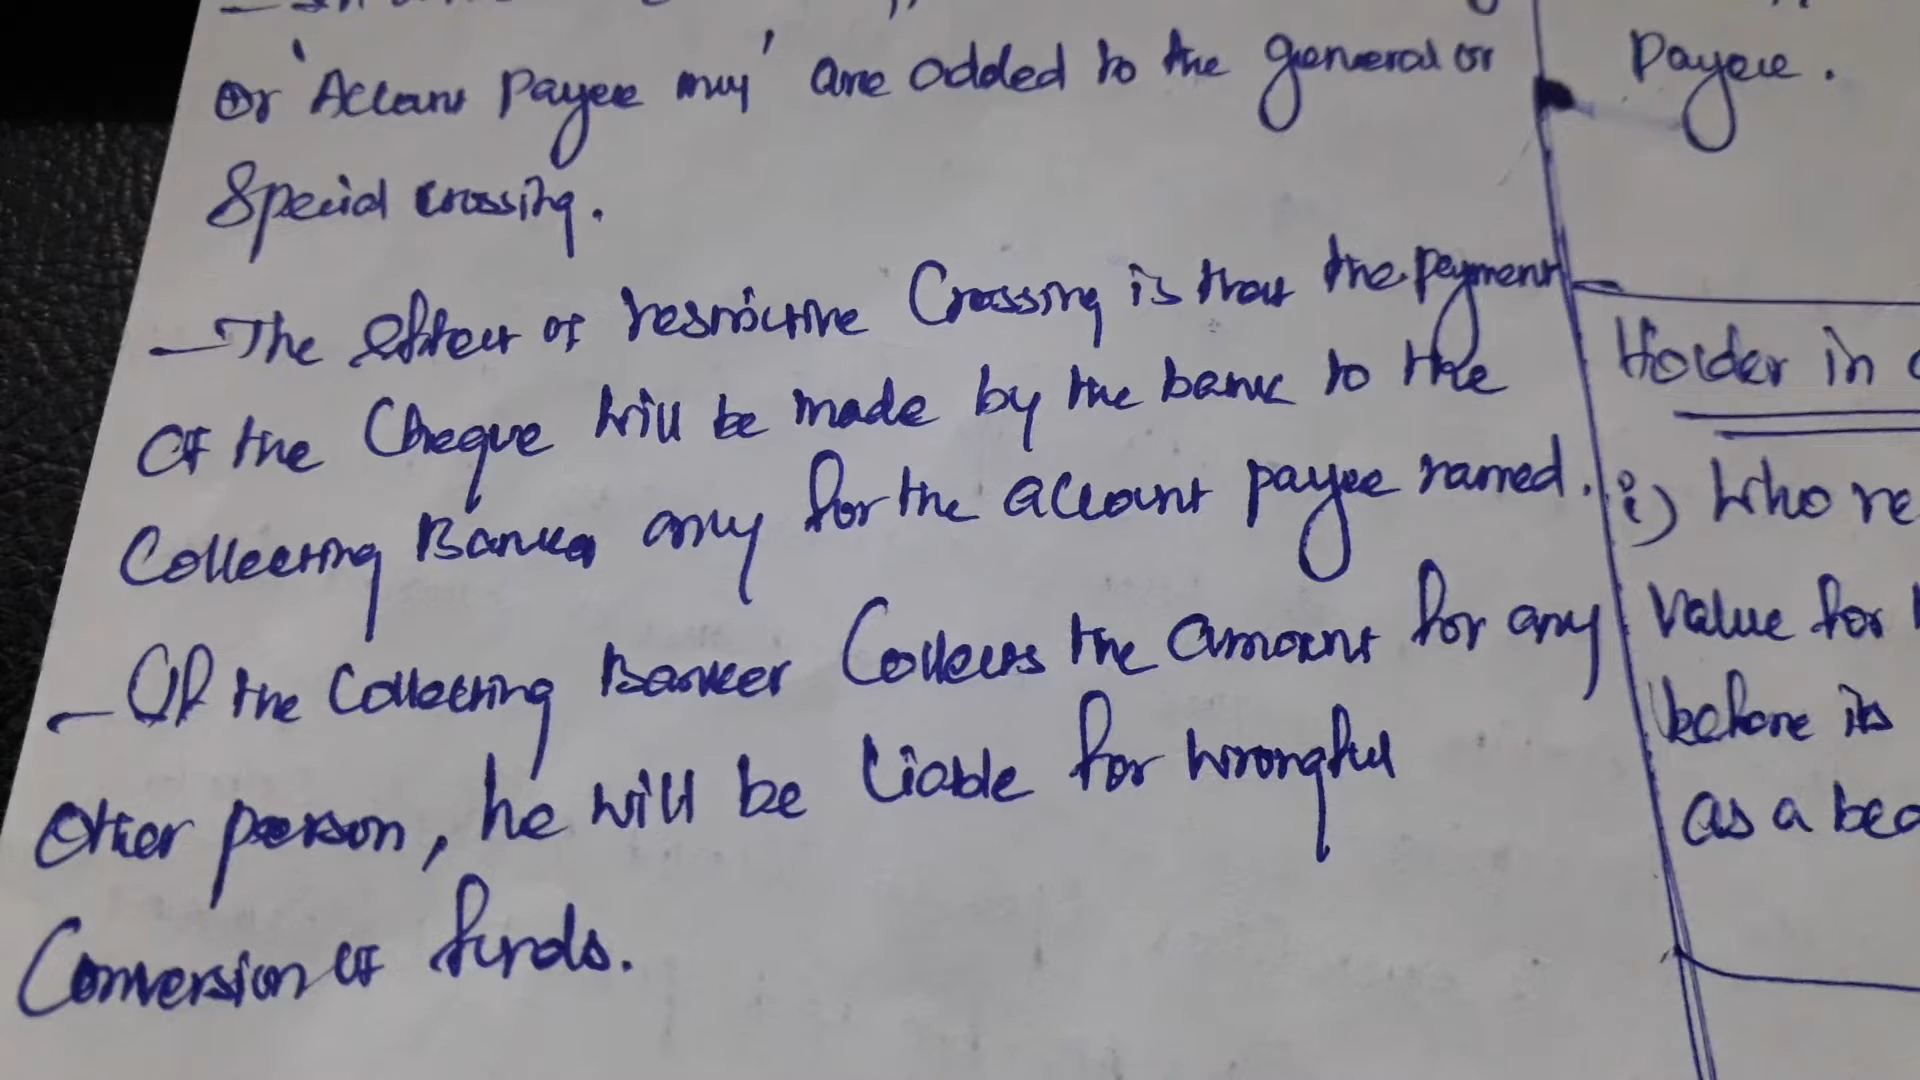 or 'Account Payee only' are added to the general or
Special crossing.
- The effect of restrictive Crossing is that the payment
of the Cheque will be made by the bank to the
Collecting Banker only for the account payee named.
- If the Collecting Banker Collects the amount for any
other person, he will be liable for wrongful
Conversion of funds.
Payee.
Holder in
i) Who re
Value for
before its
as a bea